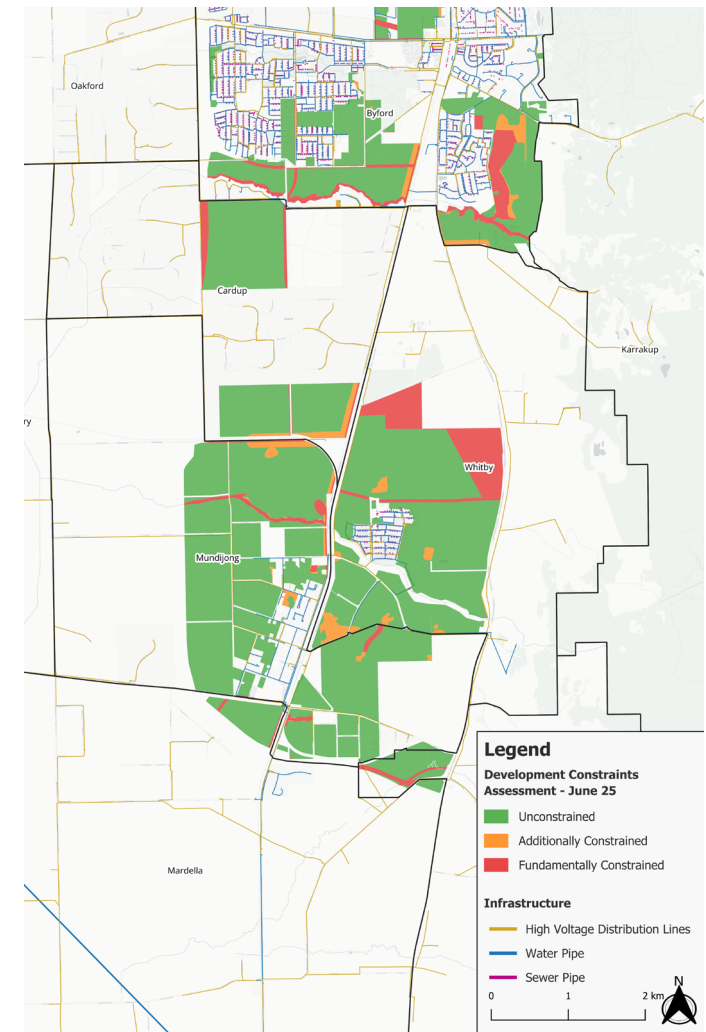 Oakford
Byford
Cardup
Karrakup
ry
Whitby
Mundijong
Mardella
Legend
Development Constraints
Assessment - June 25
Unconstrained
Additionally Constrained
Fundamentally Constrained
Infrastructure
High Voltage Distribution Lines
Water Pipe
Sewer Pipe
N
0 1 2 km